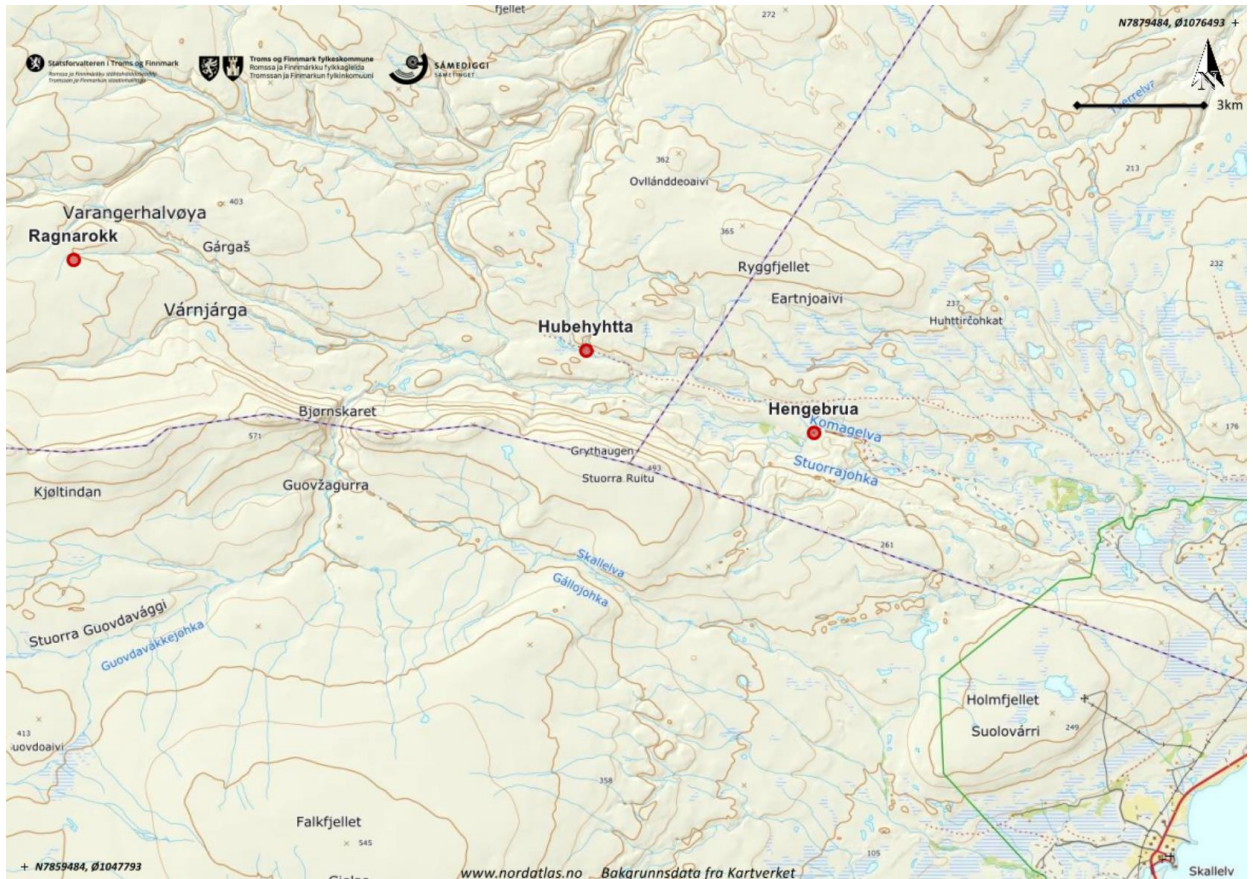 fjellet
272
N7879484, Ø1076493 +
Statsforvalteren i Troms og Finnmark
Troms og Finnmark fylkeskommune
Romssa ja Finnmárkku fylkkagielda
Tromssan ja Finmarkun fylkinkomuuni
SÁMEDIGGI
SAMETINGET
N
3km
362
Ovllánddeoaivi
213
403
Varangerhalvøya
Ragnarokk
Gárgaš
365
Ryggfjellet
232
Eartnjoaivi
237
Várnjárga
Huhttirčohkat
Hubehyhtta
Bjørnskaret
Hengebrua
Komagelva
176
571
Grythaugen
493
Stuorrajohka
Stuorra Ruitu
Kjøltindan
Guovžagurra
261
Skallelva
Gállojohka
Stuorra Guovdavággi
Guovdavákkejohka
Holmfjellet
249
Suolovárri
413
uovdoaivi
358
Falkfjellet
545
105
+ N7859484, Ø1047793
www.nordatlas.no Bakgrunnsdata fra Kartverket
Skallelv